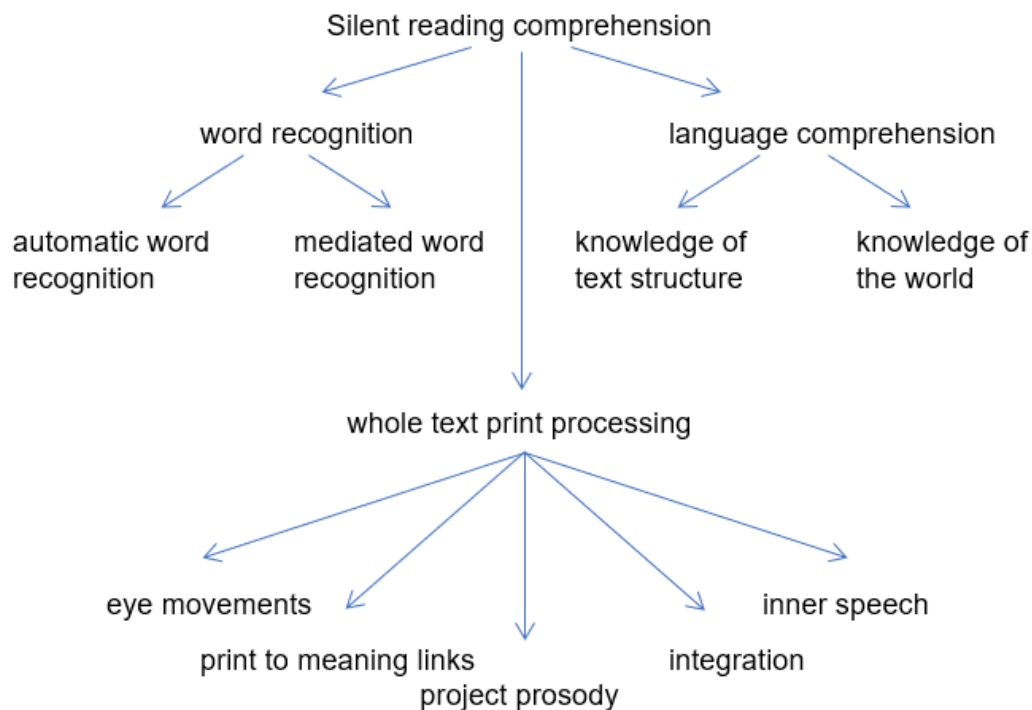 Silent reading comprehension
word recognition
language comprehension
automatic word
recognition
mediated word
recognition
knowledge of
text structure
knowledge of
the world
whole text print processing
eye movements
inner speech
print to meaning links
integration
project prosody